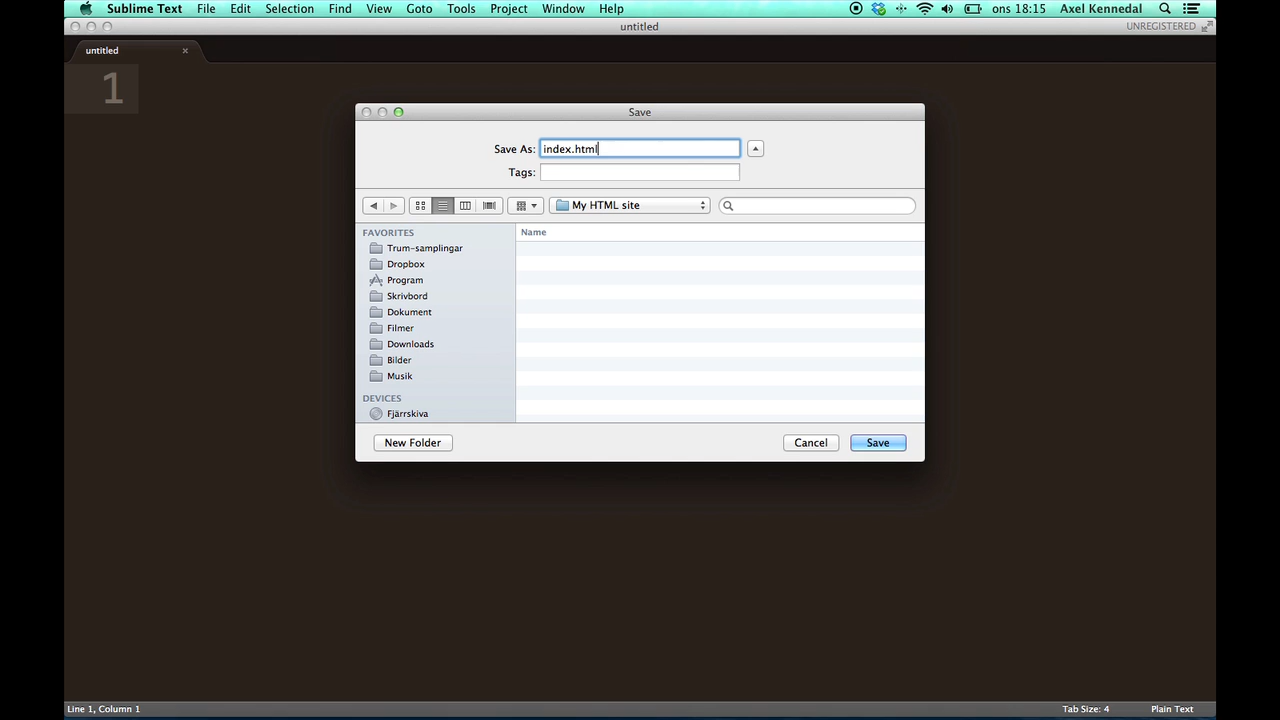 Sublime Text File Edit Selection Find View Goto Tools Project Window Help ons 18:15 Axel Kennedal
untitled UNREGISTERED
untitled
1
Save
Save As: index.html
Tags:
My HTML site
FAVORITES
Name
Trum-samplingar
Dropbox
Program
Skrivbord
Dokument
Filmer
Downloads
Bilder
Musik
DEVICES
Fjärrskiva
New Folder Cancel Save
Line 1, Column 1 Tab Size: 4 Plain Text